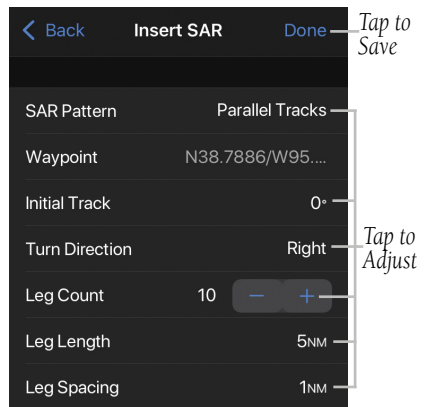 Back Insert SAR Done
Tap to
Save
SAR Pattern Parallel Tracks
Waypoint N38.7886/W95....
Initial Track 0°
Turn Direction Right
Tap to
Adjust
Leg Count 10 − +
Leg Length 5NM
Leg Spacing 1NM